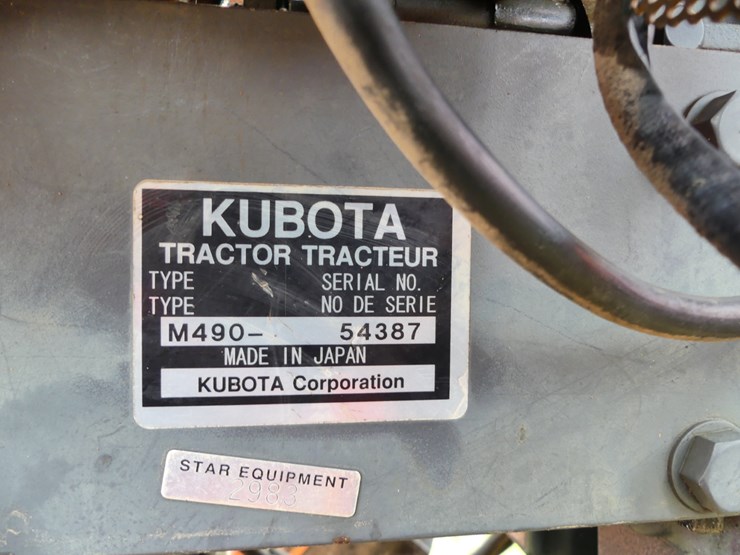 KUBOTA
TRACTOR TRACTEUR
TYPE SERIAL NO.
TYPE NO DE SERIE
M490- 54387
MADE IN JAPAN
KUBOTA Corporation
STAR EQUIPMENT
2983